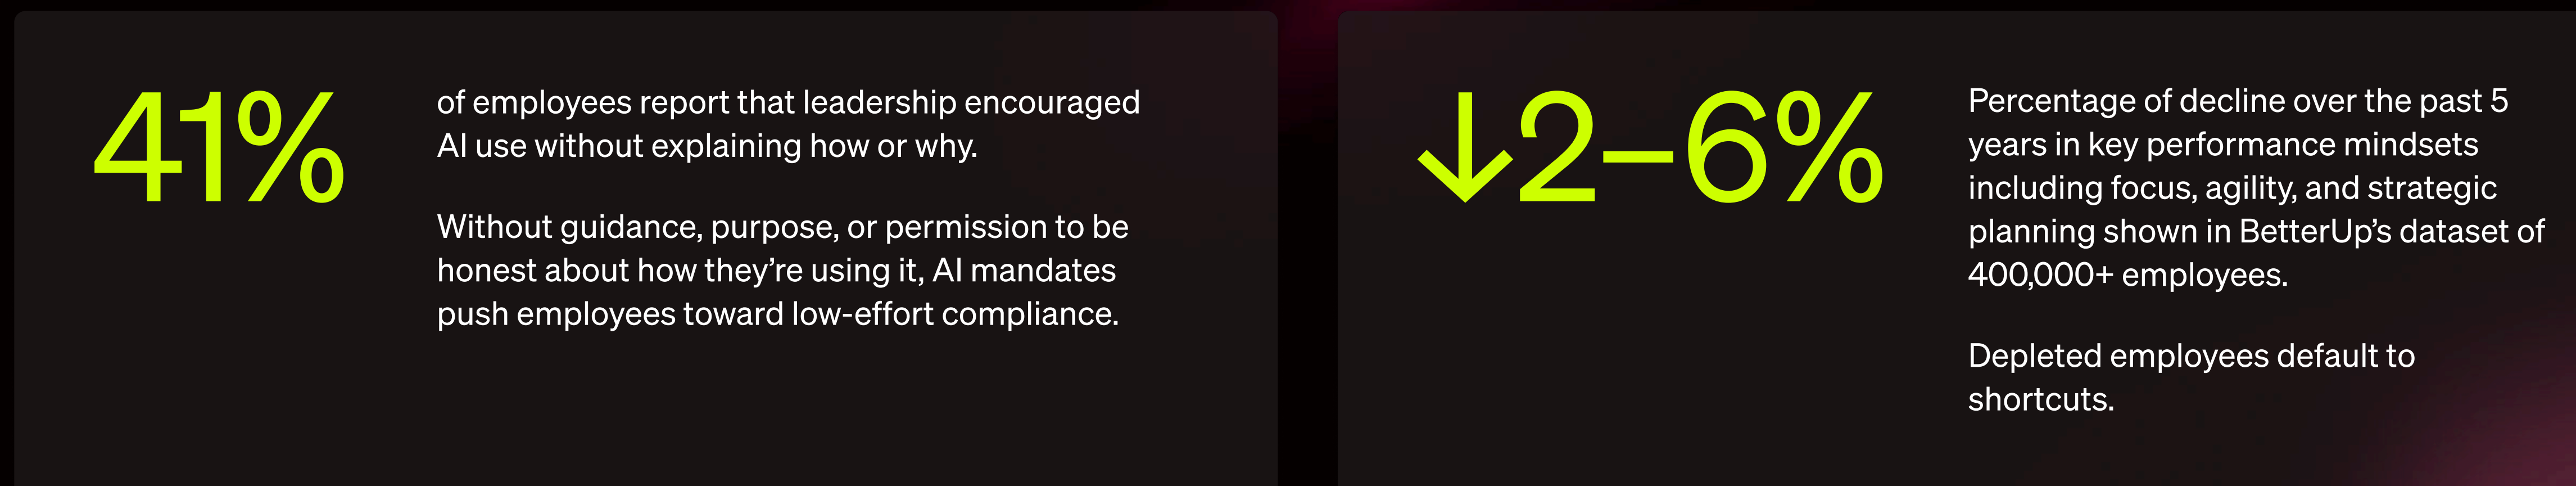 41%
of employees report that leadership encouraged
AI use without explaining how or why.
Without guidance, purpose, or permission to be
honest about how they’re using it, AI mandates
push employees toward low-effort compliance.
↓2–6%
Percentage of decline over the past 5
years in key performance mindsets
including focus, agility, and strategic
planning shown in BetterUp’s dataset of
400,000+ employees.
Depleted employees default to
shortcuts.